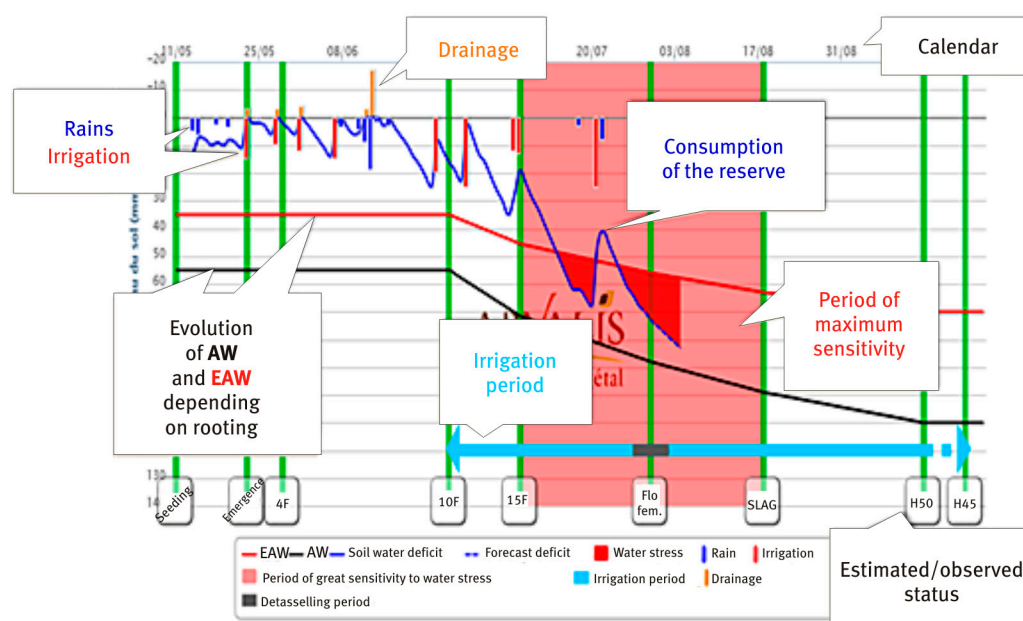 11/05 25/05 08/06 20/07 03/08 17/08 31/08
Drainage
Calendar
-20
Rains
Irrigation
Consumption
of the reserve
30
40
50
60
Evolution
of AW
and EAW
depending
on rooting
Irrigation
period
Period of
maximum
sensitivity
130
Seeding Emergence 4F 10F 15F Flo fem. SLAG H50 H45
EAW AW Soil water deficit Forecast deficit Water stress Rain Irrigation
Period of great sensitivity to water stress Irrigation period Drainage
Detasselling period
Estimated/observed
status